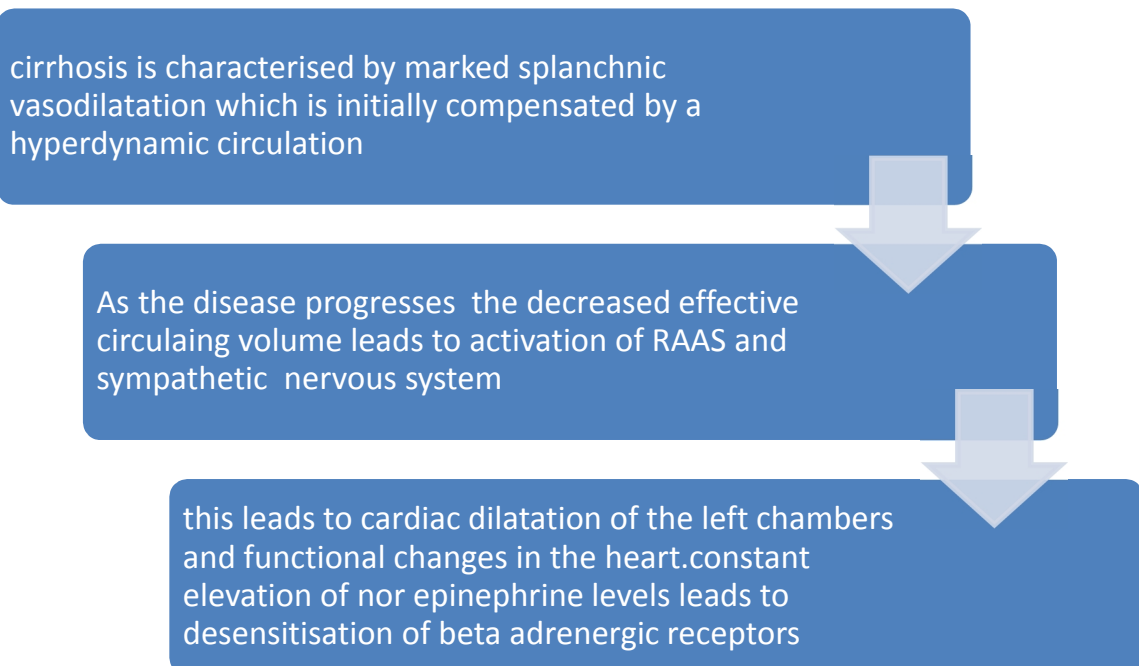 cirrhosis is characterised by marked splanchnic
vasodilatation which is initially compensated by a
hyperdynamic circulation
As the disease progresses the decreased effective
circulaing volume leads to activation of RAAS and
sympathetic nervous system
this leads to cardiac dilatation of the left chambers
and functional changes in the heart.constant
elevation of nor epinephrine levels leads to
desensitisation of beta adrenergic receptors